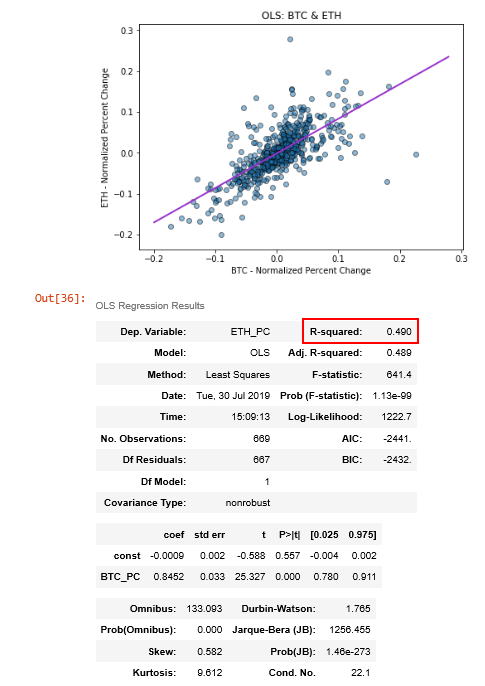 OLS: BTC & ETH
0.3
0.2
0.1
0.0
−0.1
−0.2
ETH - Normalized Percent Change
−0.2 −0.1 0.0 0.1 0.2 0.3
BTC - Normalized Percent Change
Out[36]: OLS Regression Results
Dep. Variable: ETH_PC R-squared: 0.490
Model: OLS Adj. R-squared: 0.489
Method: Least Squares F-statistic: 641.4
Date: Tue, 30 Jul 2019 Prob (F-statistic): 1.13e-99
Time: 15:09:13 Log-Likelihood: 1222.7
No. Observations: 669 AIC: -2441.
Df Residuals: 667 BIC: -2432.
Df Model: 1
Covariance Type: nonrobust
coef std err t P>|t| [0.025 0.975]
const -0.0009 0.002 -0.588 0.557 -0.004 0.002
BTC_PC 0.8452 0.033 25.327 0.000 0.780 0.911
Omnibus: 133.093 Durbin-Watson: 1.765
Prob(Omnibus): 0.000 Jarque-Bera (JB): 1256.455
Skew: 0.582 Prob(JB): 1.46e-273
Kurtosis: 9.612 Cond. No. 22.1